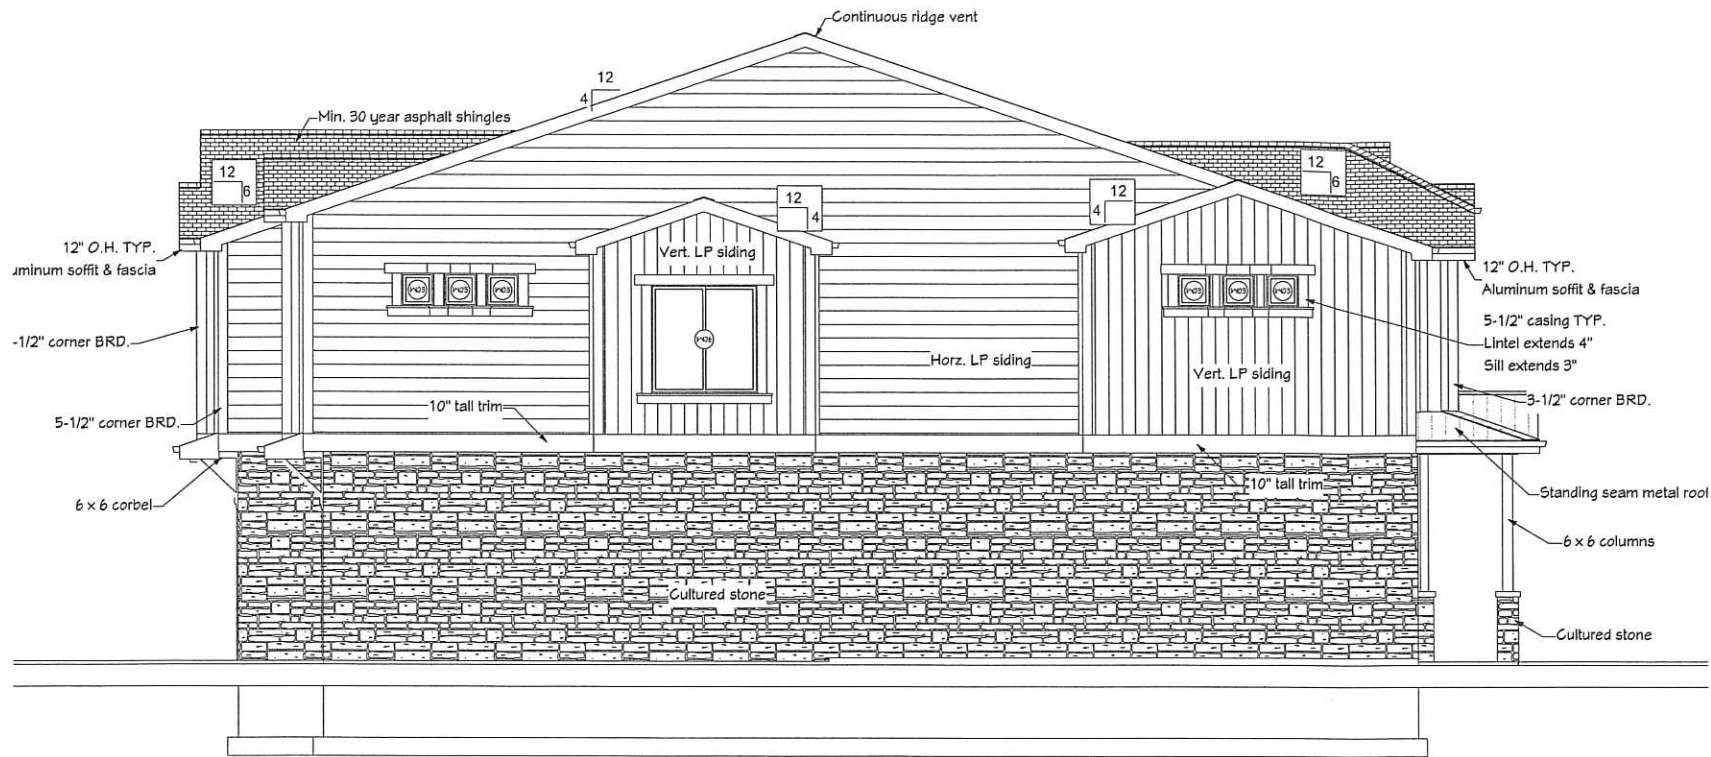 Continuous ridge vent
12
4
Min. 30 year asphalt shingles
12
6
12
6
12
4
12
4
12" O.H. TYP.
uminum soffit & fascia
Vert. LP siding
12" O.H. TYP.
Aluminum soffit & fascia
5-1/2" casing TYP.
Lintel extends 4"
Sill extends 3"
-1/2" corner BRD.
Horz. LP siding
Vert. LP siding
3-1/2" corner BRD.
10" tall trim
5-1/2" corner BRD.
10" tall trim
Standing seam metal roof
6 x 6 corbel
6 x 6 columns
Cultured stone
Cultured stone